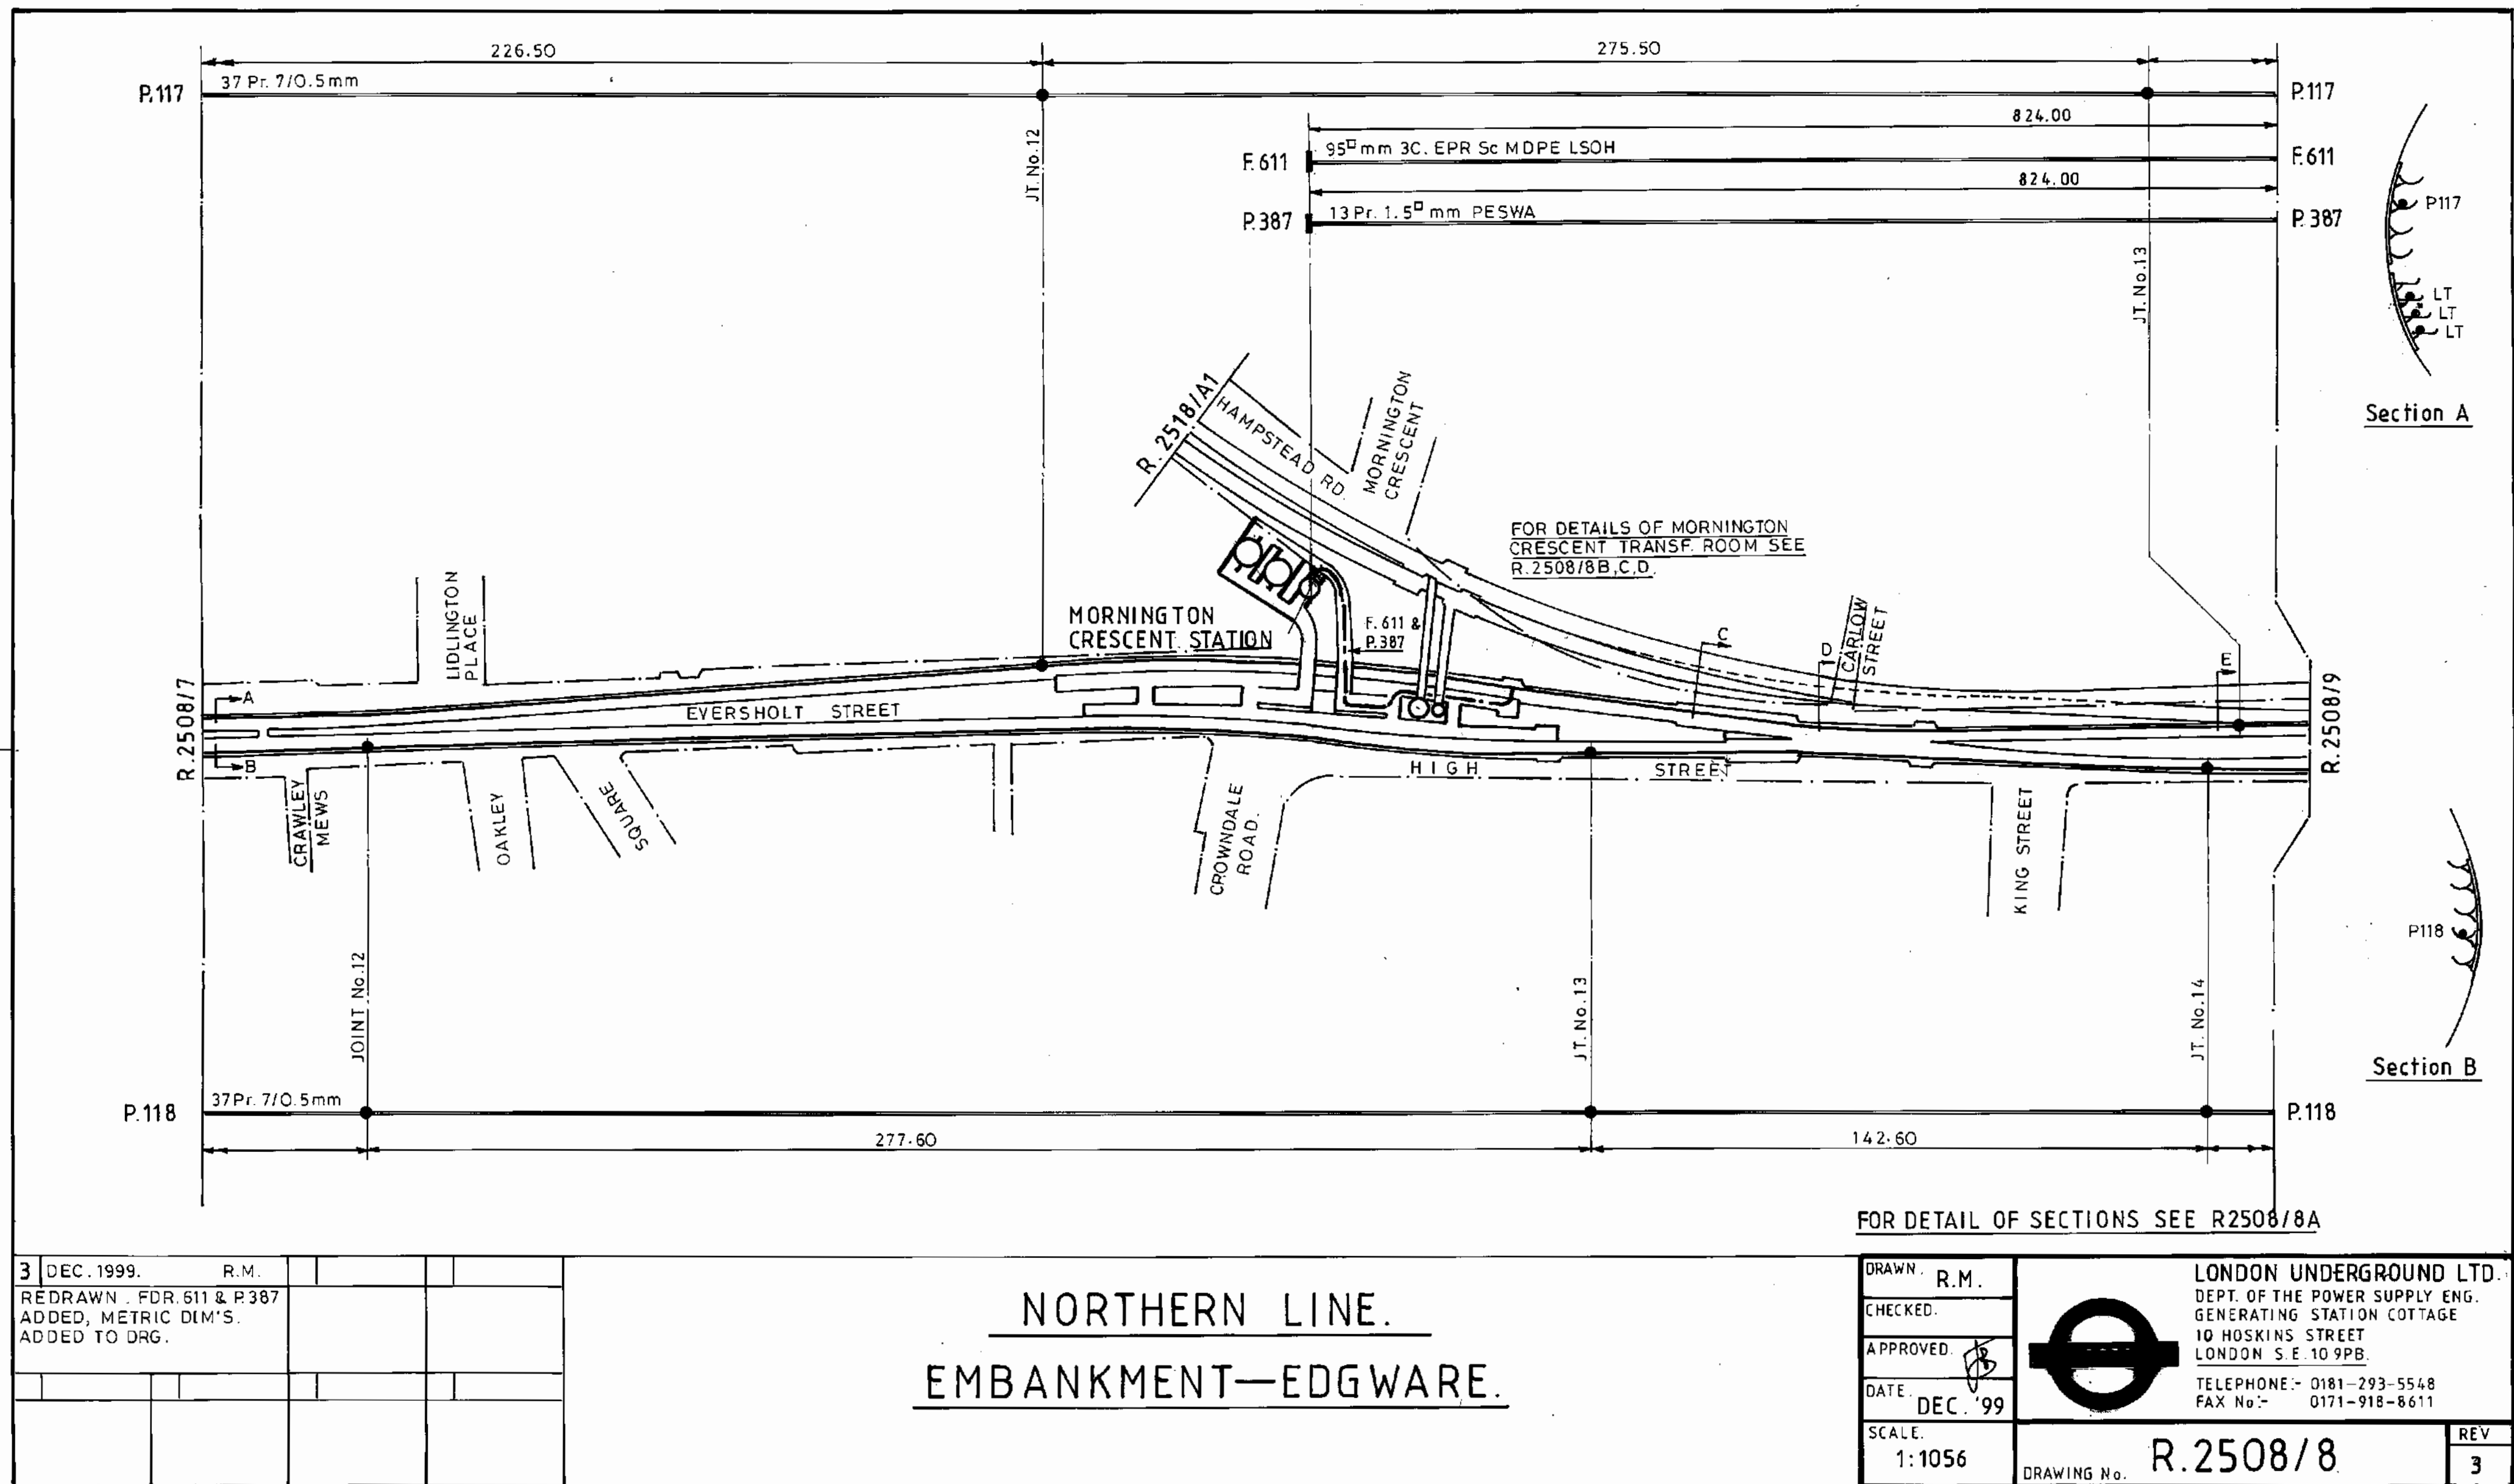 226.50
275.50
P.117
37 Pr. 7/0.5mm
P.117
824.00
F.611
95□ mm 3C. EPR Sc MDPE LSOH
F.611
824.00
P.387
13 Pr. 1.5□ mm PESWA
P.387
JT. No.12
JT. No.13
P117
LT
LT
LT
Section A
R. 2518/A1
HAMPSTEAD RD.
MORNINGTON
CRESCENT
FOR DETAILS OF MORNINGTON
CRESCENT TRANSF. ROOM SEE
R.2508/8B,C,D.
MORNINGTON
CRESCENT STATION
F.611 &
P.387
LIDLINGTON
PLACE
C
D
CARLOW
STREET
E
R.2508/7
A
EVERSHOLT STREET
B
HIGH STREET
R.2508/9
CRAWLEY
MEWS
OAKLEY
SQUARE
CROWNDALE
ROAD.
KING STREET
P118
Section B
JOINT No.12
JT. No.13
JT. No.14
P.118
37Pr. 7/0.5mm
P.118
277.60
142.60
FOR DETAIL OF SECTIONS SEE R2508/8A
3 DEC.1999. R.M.
REDRAWN. FDR.611 & P.387
ADDED, METRIC DIM'S.
ADDED TO DRG.
NORTHERN LINE.
EMBANKMENT—EDGWARE.
DRAWN. R.M.
CHECKED.
APPROVED.
DATE. DEC. '99
SCALE.
1:1056
LONDON UNDERGROUND LTD.
DEPT. OF THE POWER SUPPLY ENG.
GENERATING STATION COTTAGE
10 HOSKINS STREET
LONDON S.E.10 9PB.
TELEPHONE:- 0181-293-5548
FAX No:- 0171-918-8611
DRAWING No. R.2508/8
REV
3